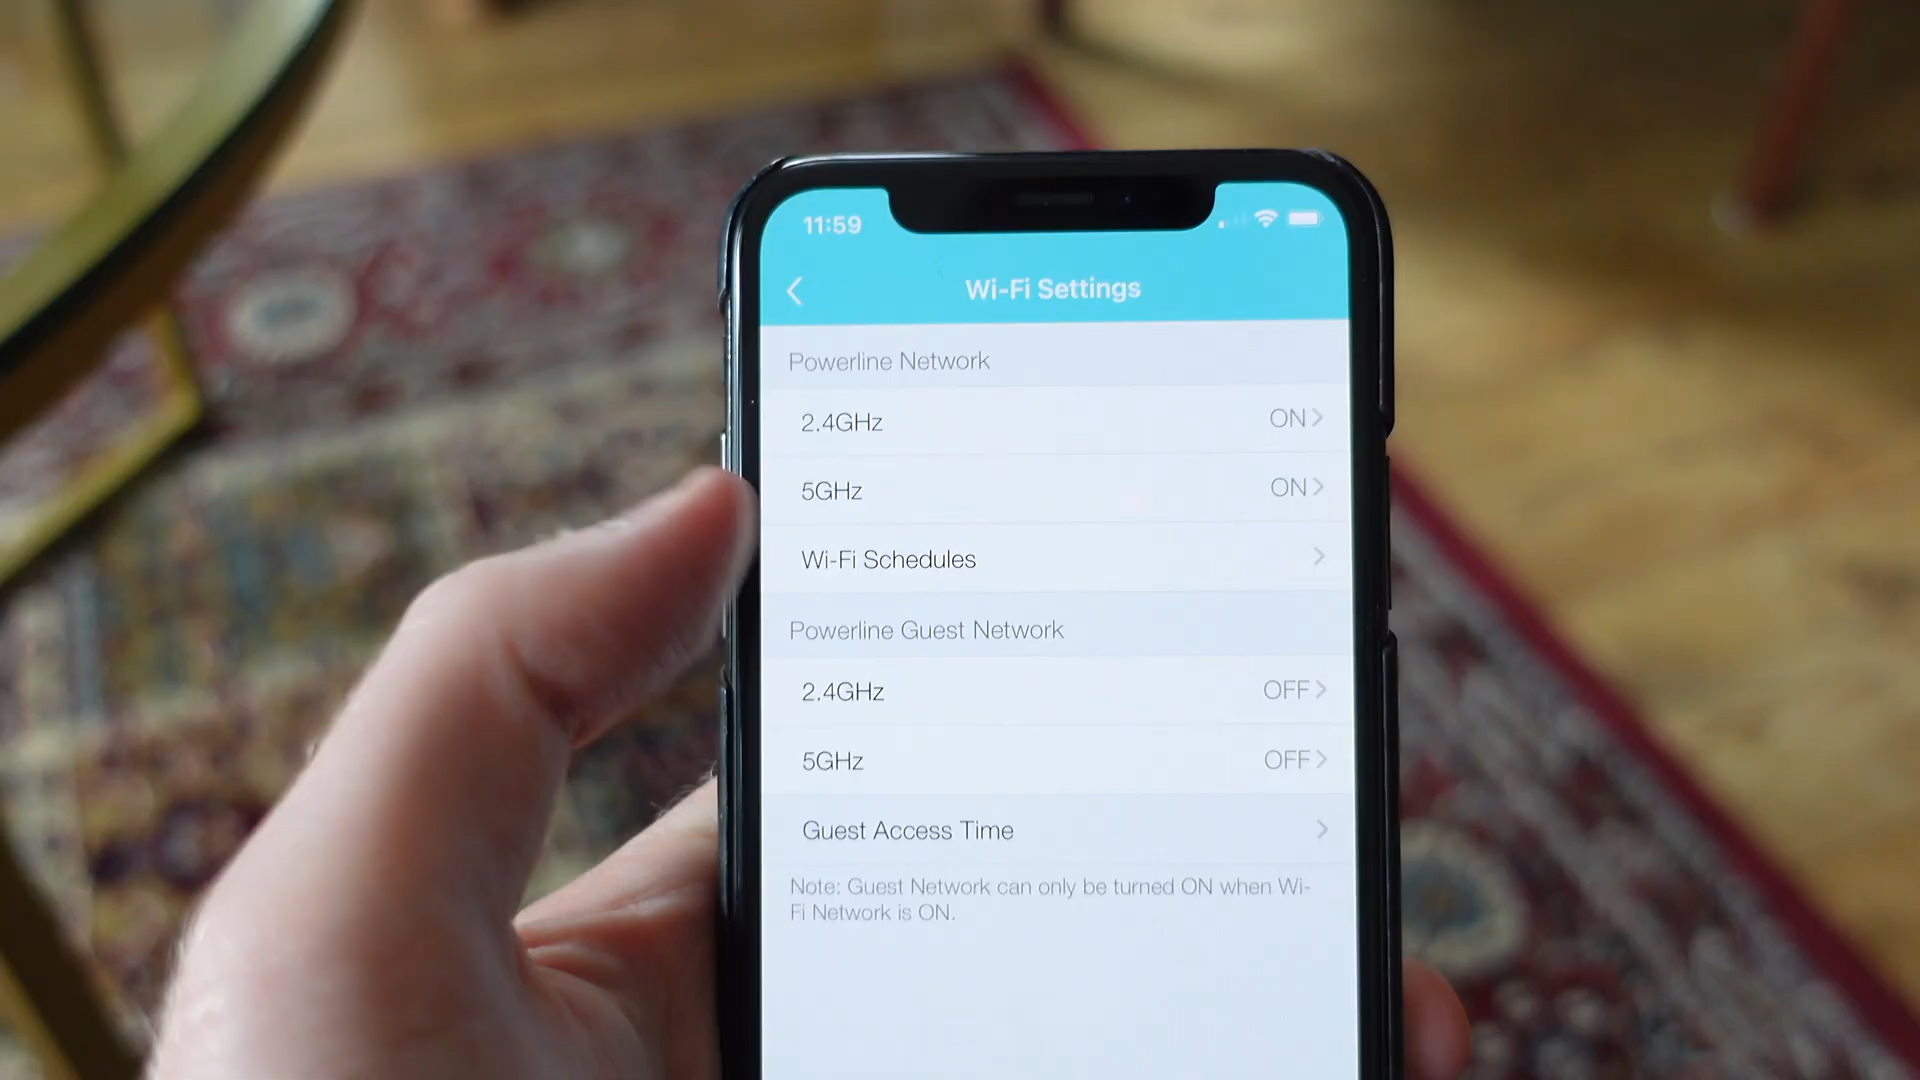 11:59
Wi-Fi Settings
Powerline Network
2.4GHz ON
5GHz ON
Wi-Fi Schedules
Powerline Guest Network
2.4GHz OFF
5GHz OFF
Guest Access Time
Note: Guest Network can only be turned ON when Wi-
Fi Network is ON.